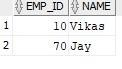 EMP_ID NAME
1 10 Vikas
2 70 Jay